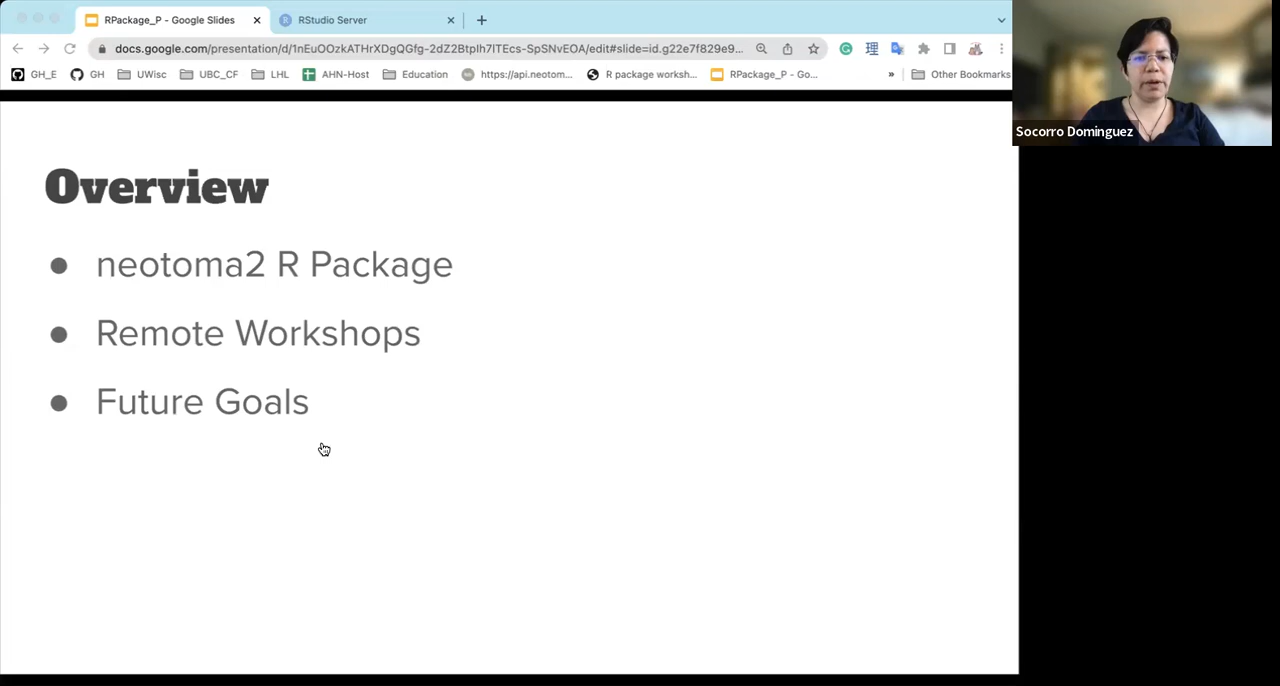 RPackage_P - Google Slides
RStudio Server
docs.google.com/presentation/d/1nEuOOzkATHrXDgQGfg-2dZ2BtpIh7ITEcs-SpSNvEOA/edit#slide=id.g22e7f829e9...
GH_E
GH
UWisc
UBC_CF
LHL
AHN-Host
Education
https://api.neotom...
R package worksh...
RPackage_P - Go...
»
Other Bookmarks
Socorro Dominguez
Overview
● neotoma2 R Package
● Remote Workshops
● Future Goals